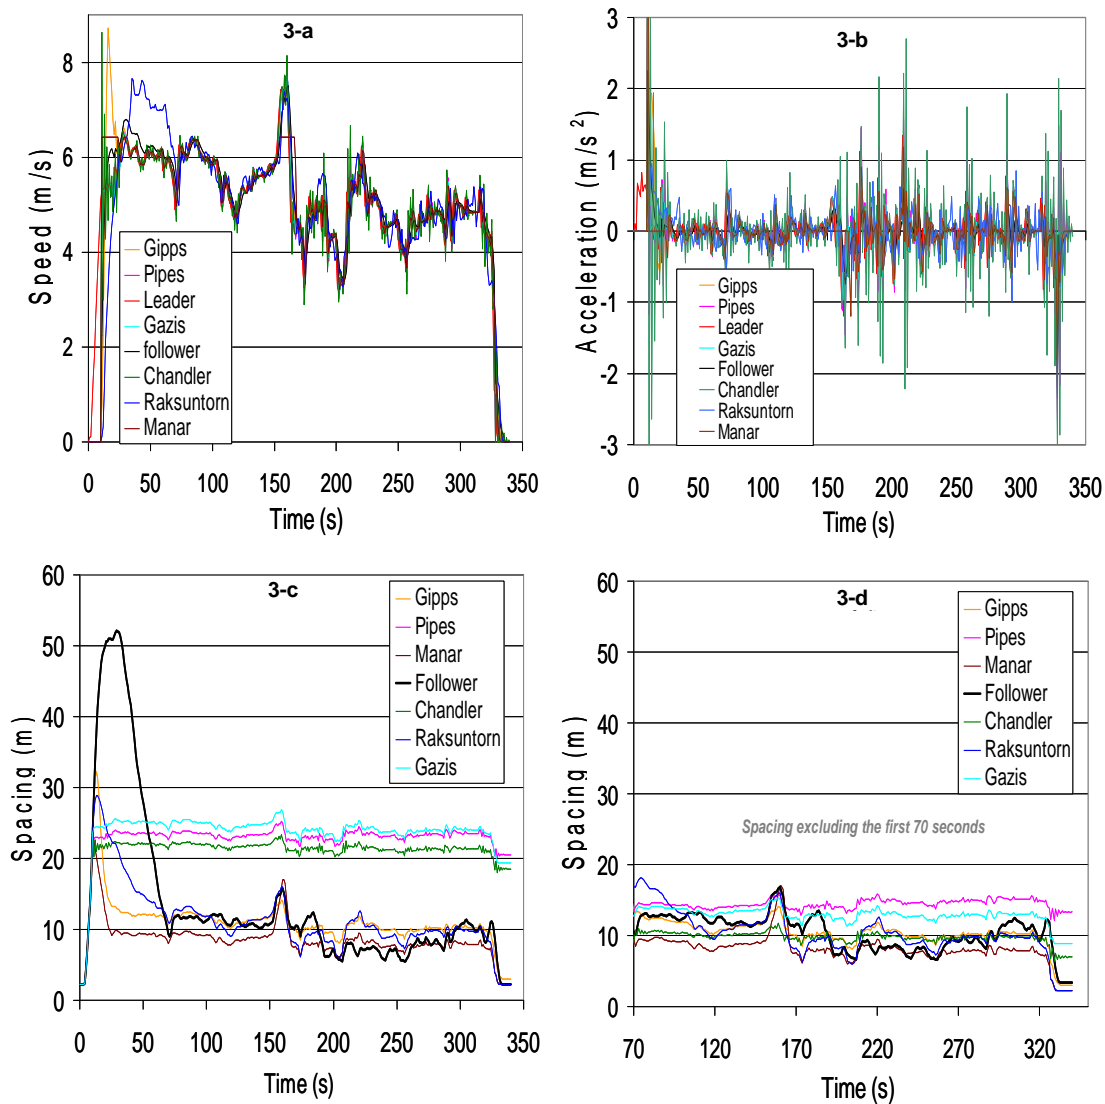 3-a
Speed (m/s)
8
6
4
2
0
Gipps
Pipes
Leader
Gazis
follower
Chandler
Raksuntorn
Manar
0 50 100 150 200 250 300 350
Time (s)
3-b
Acceleration (m/s²)
3
2
1
0
-1
-2
-3
Gipps
Pipes
Leader
Gazis
Follower
Chandler
Raksuntorn
Manar
0 50 100 150 200 250 300 350
Time (s)
3-c
Spacing (m)
60
50
40
30
20
10
0
Gipps
Pipes
Manar
Follower
Chandler
Raksuntorn
Gazis
0 50 100 150 200 250 300 350
Time (s)
3-d
Spacing (m)
60
50
40
30
20
10
0
Gipps
Pipes
Manar
Follower
Chandler
Raksuntorn
Gazis
Spacing excluding the first 70 seconds
70 120 170 220 270 320
Time (s)